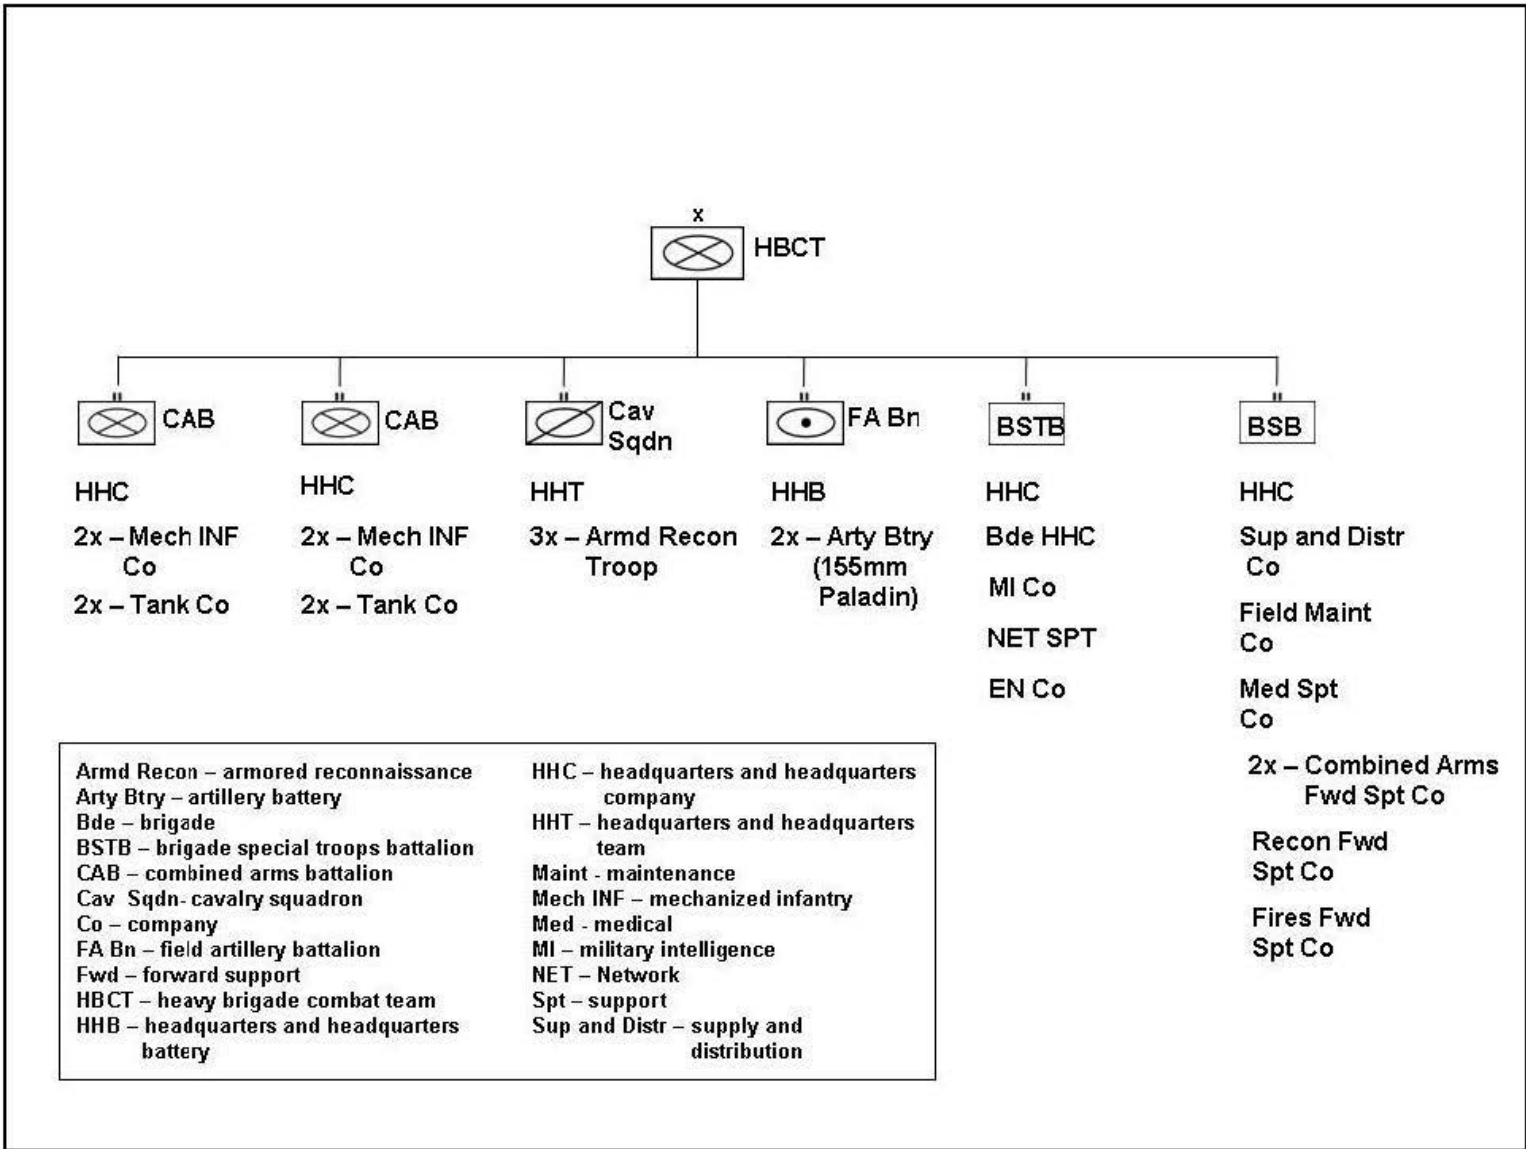 x
HBCT
II
CAB
HHC
2x – Mech INF
Co
2x – Tank Co
II
CAB
HHC
2x – Mech INF
Co
2x – Tank Co
II
Cav
Sqdn
HHT
3x – Armd Recon
Troop
II
FA Bn
HHB
2x – Arty Btry
(155mm
Paladin)
II
BSTB
HHC
Bde HHC
MI Co
NET SPT
EN Co
II
BSB
HHC
Sup and Distr
Co
Field Maint
Co
Med Spt
Co
2x – Combined Arms
Fwd Spt Co
Recon Fwd
Spt Co
Fires Fwd
Spt Co
Armd Recon – armored reconnaissance
Arty Btry – artillery battery
Bde – brigade
BSTB – brigade special troops battalion
CAB – combined arms battalion
Cav Sqdn- cavalry squadron
Co – company
FA Bn – field artillery battalion
Fwd – forward support
HBCT – heavy brigade combat team
HHB – headquarters and headquarters
battery
HHC – headquarters and headquarters
company
HHT – headquarters and headquarters
team
Maint - maintenance
Mech INF – mechanized infantry
Med - medical
MI – military intelligence
NET – Network
Spt – support
Sup and Distr – supply and
distribution